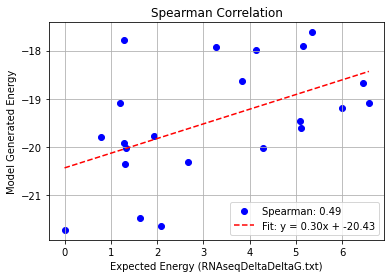 Spearman Correlation
Model Generated Energy
−18
−19
−20
−21
0 1 2 3 4 5 6
Expected Energy (RNAseqDeltaDeltaG.txt)
Spearman: 0.49
Fit: y = 0.30x + -20.43